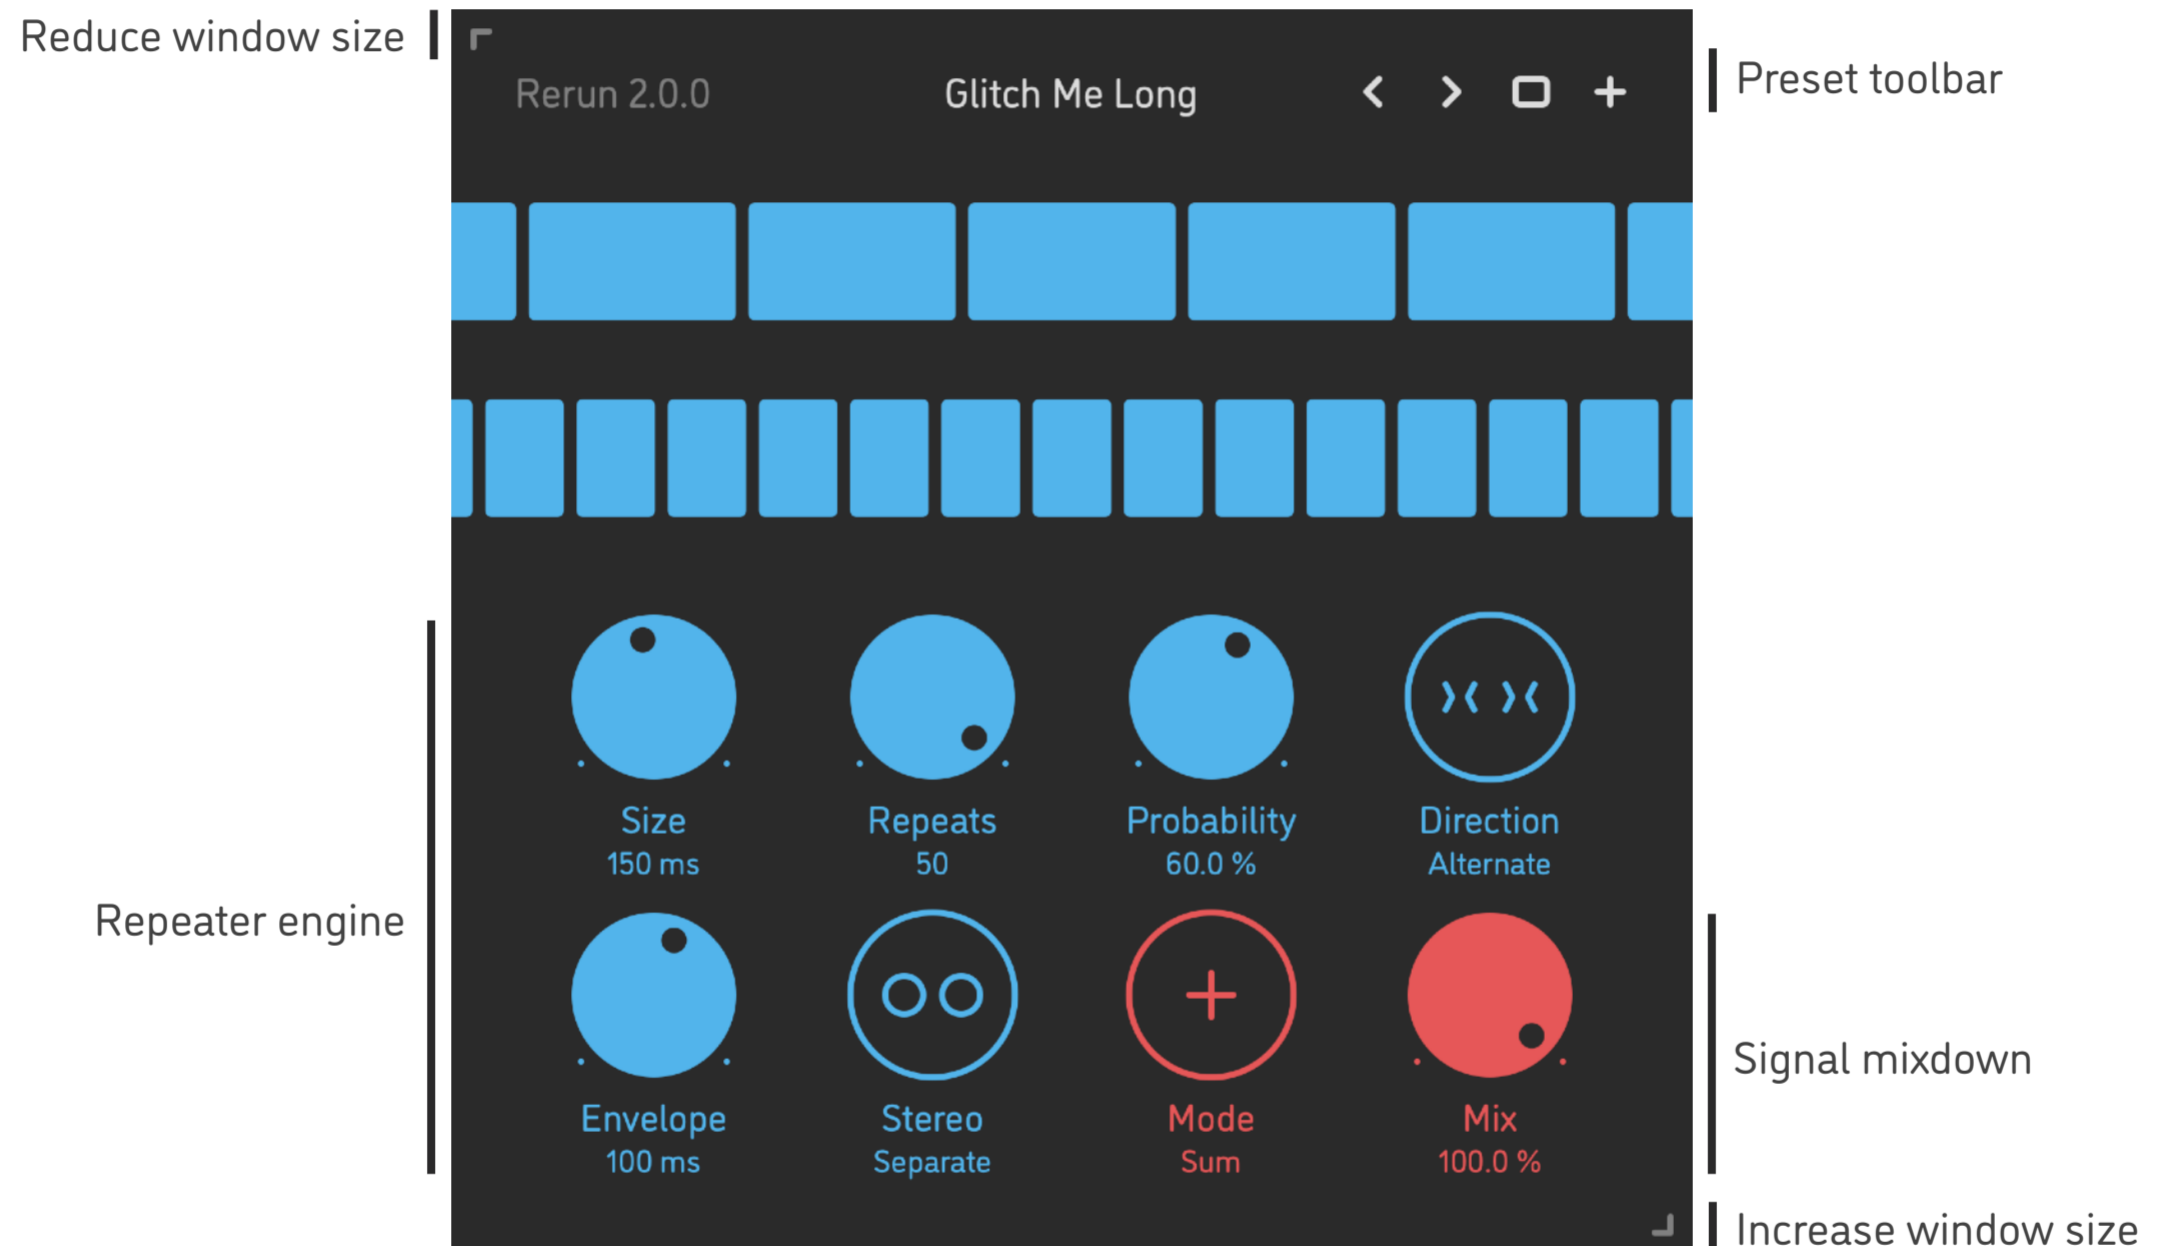 Reduce window size
Rerun 2.0.0
Glitch Me Long
Preset toolbar
Size
150 ms
Repeats
50
Probability
60.0 %
Direction
Alternate
Repeater engine
Envelope
100 ms
Stereo
Separate
Mode
Sum
Mix
100.0 %
Signal mixdown
Increase window size